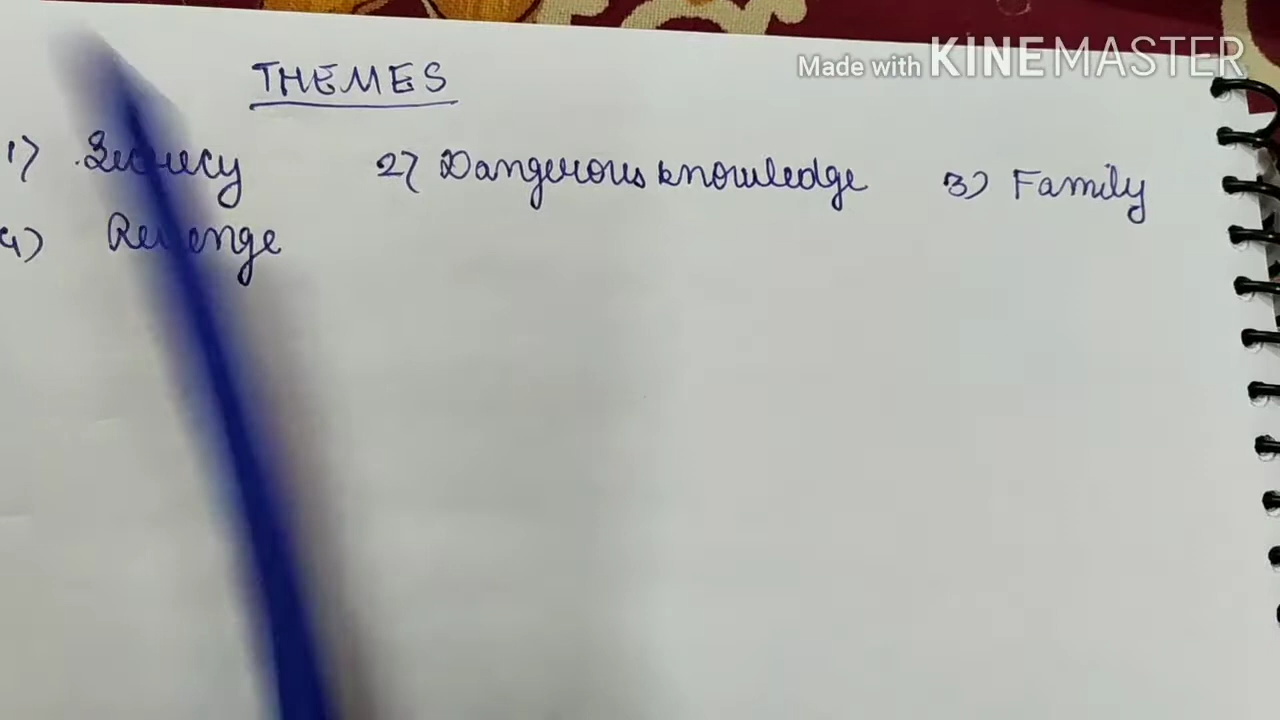 Made with KINEMASTER
THEMES
1) Secrecy 2) Dangerous knowledge 3) Family
4) Revenge